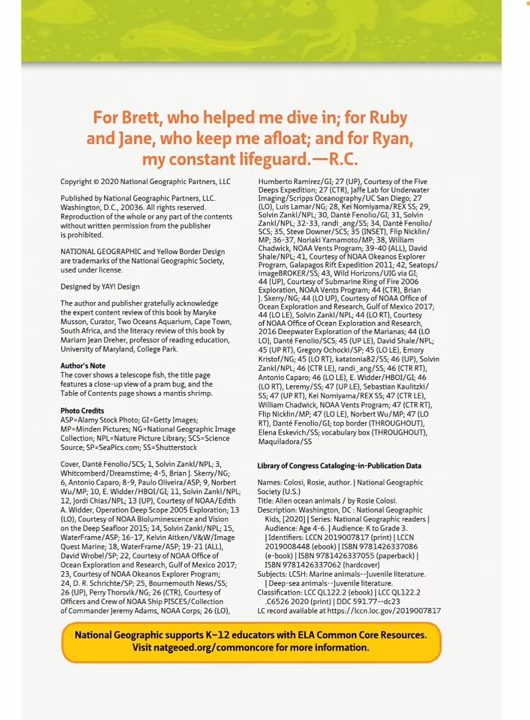 For Brett, who helped me dive in; for Ruby
and Jane, who keep me afloat; and for Ryan,
my constant lifeguard.—R.C.
Copyright © 2020 National Geographic Partners, LLC
Published by National Geographic Partners, LLC.
Washington, D.C., 20036. All rights reserved.
Reproduction of the whole or any part of the contents
without written permission from the publisher
is prohibited.
NATIONAL GEOGRAPHIC and Yellow Border Design
are trademarks of the National Geographic Society,
used under license.
Designed by YAY! Design
The author and publisher gratefully acknowledge
the expert content review of this book by Maryke
Musson, Curator, Two Oceans Aquarium, Cape Town,
South Africa, and the literacy review of this book by
Mariam Jean Dreher, professor of reading education,
University of Maryland, College Park.
Author's Note
The cover shows a telescope fish, the title page
features a close-up view of a pram bug, and the
Table of Contents page shows a mantis shrimp.
Photo Credits
ASP=Alamy Stock Photo; GI=Getty Images;
MP=Minden Pictures; NG=National Geographic Image
Collection; NPL=Nature Picture Library; SCS=Science
Source; SP=SeaPics.com; SS=Shutterstock
Cover, Danté Fenolio/SCS; 1, Solvin Zankl/NPL; 3,
Whitcomberd/Dreamstime; 4-5, Brian J. Skerry/NG;
6, Antonio Caparo; 8-9, Paulo Oliveira/ASP; 9, Norbert
Wu/MP; 10, E. Widder/HBOI/GI; 11, Solvin Zankl/NPL;
12, Jordi Chias/NPL; 13 (UP), Courtesy of NOAA/Edith
A. Widder, Operation Deep Scope 2005 Exploration; 13
(LO), Courtesy of NOAA Bioluminescence and Vision
on the Deep Seafloor 2015; 14, Solvin Zankl/NPL; 15,
WaterFrame/ASP; 16-17, Kelvin Aitken/V&W/Image
Quest Marine; 18, WaterFrame/ASP; 19-21 (ALL),
David Wrobel/SP; 22, Courtesy of NOAA Office of
Ocean Exploration and Research, Gulf of Mexico 2017;
23, Courtesy of NOAA Okeanos Explorer Program;
24, D. R. Schrichte/SP; 25, Bournemouth News/SS;
26 (UP), Perry Thorsvik/NG; 26 (CTR), Courtesy of
Officers and Crew of NOAA Ship PISCES/Collection
of Commander Jeremy Adams, NOAA Corps; 26 (LO),
Humberto Ramirez/GI; 27 (UP), Courtesy of the Five
Deeps Expedition; 27 (CTR), Jaffe Lab for Underwater
Imaging/Scripps Oceanography/UC San Diego; 27
(LO), Luis Lamar/NG; 28, Kei Nomiyama/REX SS; 29,
Solvin Zankl/NPL; 30, Danté Fenolio/GI; 31, Solvin
Zankl/NPL; 32-33, randi_ang/SS; 34, Danté Fenolio/
SCS; 35, Steve Downer/SCS; 35 (INSET), Flip Nicklin/
MP; 36-37, Noriaki Yamamoto/MP; 38, William
Chadwick, NOAA Vents Program; 39-40 (ALL), David
Shale/NPL; 41, Courtesy of NOAA Okeanos Explorer
Program, Galapagos Rift Expedition 2011; 42, Seatops/
imageBROKER/SS; 43, Wild Horizons/UIG via GI;
44 (UP), Courtesy of Submarine Ring of Fire 2006
Exploration, NOAA Vents Program; 44 (CTR), Brian
J. Skerry/NG; 44 (LO UP), Courtesy of NOAA Office of
Ocean Exploration and Research, Gulf of Mexico 2017;
44 (LO LE), Solvin Zankl/NPL; 44 (LO RT), Courtesy
of NOAA Office of Ocean Exploration and Research,
2016 Deepwater Exploration of the Marianas; 44 (LO
LO), Danté Fenolio/SCS; 45 (UP LE), David Shale/NPL;
45 (UP RT), Gregory Ochocki/SP; 45 (LO LE), Emory
Kristof/NG; 45 (LO RT), katatonia82/SS; 46 (UP), Solvin
Zankl/NPL; 46 (CTR LE), randi_ang/SS; 46 (CTR RT),
Antonio Caparo; 46 (LO LE), E. Widder/HBOI/GI; 46
(LO RT), Leremy/SS; 47 (UP LE), Sebastian Kaulitzki/
SS; 47 (UP RT), Kei Nomiyama/REX SS; 47 (CTR LE),
William Chadwick, NOAA Vents Program; 47 (CTR RT),
Flip Nicklin/MP; 47 (LO LE), Norbert Wu/MP; 47 (LO
RT), Danté Fenolio/GI; top border (THROUGHOUT),
Elena Eskevich/SS; vocabulary box (THROUGHOUT),
Maquiladora/SS
Library of Congress Cataloging-in-Publication Data
Names: Colosi, Rosie, author. | National Geographic
Society (U.S.)
Title: Alien ocean animals / by Rosie Colosi.
Description: Washington, DC : National Geographic
Kids, [2020] | Series: National Geographic readers |
Audience: Age 4-6. | Audience: K to Grade 3.
| Identifiers: LCCN 2019007817 (print) | LCCN
2019008448 (ebook) | ISBN 9781426337086
(e-book) | ISBN 9781426337055 (paperback) |
ISBN 9781426337062 (hardcover)
Subjects: LCSH: Marine animals--Juvenile literature.
| Deep-sea animals--Juvenile literature.
Classification: LCC QL122.2 (ebook) | LCC QL122.2
.C6526 2020 (print) | DDC 591.77--dc23
LC record available at https://lccn.loc.gov/2019007817
National Geographic supports K–12 educators with ELA Common Core Resources.
Visit natgeoed.org/commoncore for more information.